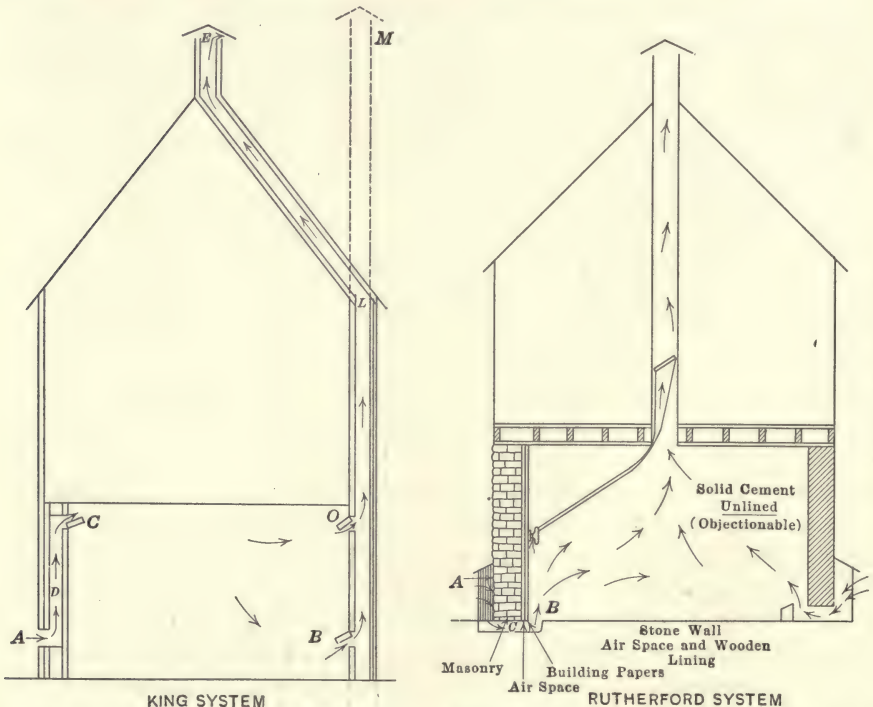 E
M
L
C
O
D
A
B
KING SYSTEM
Solid Cement
Unlined
(Objectionable)
A
B
C
Stone Wall
Air Space and Wooden
Lining
Masonry
Building Papers
Air Space
RUTHERFORD SYSTEM